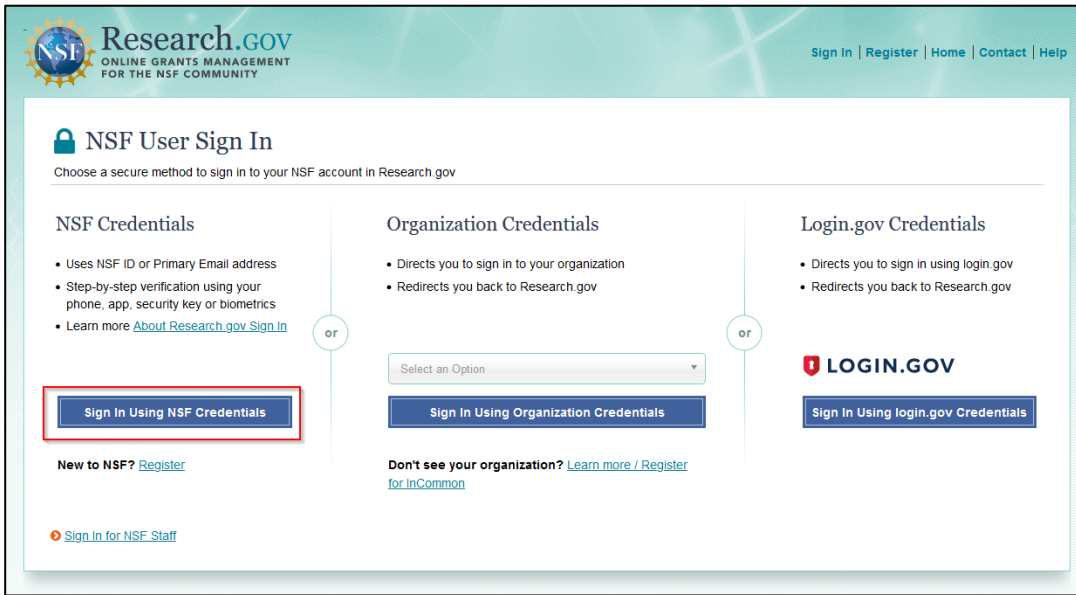 NSF
Research.gov
ONLINE GRANTS MANAGEMENT
FOR THE NSF COMMUNITY
Sign In | Register | Home | Contact | Help
NSF User Sign In
Choose a secure method to sign in to your NSF account in Research.gov
NSF Credentials
• Uses NSF ID or Primary Email address
• Step-by-step verification using your
phone, app, security key or biometrics
• Learn more About Research.gov Sign In
Sign In Using NSF Credentials
New to NSF? Register
or
Organization Credentials
• Directs you to sign in to your organization
• Redirects you back to Research.gov
Select an Option
Sign In Using Organization Credentials
Don't see your organization? Learn more / Register
for InCommon
or
Login.gov Credentials
• Directs you to sign in using login.gov
• Redirects you back to Research.gov
LOGIN.GOV
Sign In Using login.gov Credentials
Sign In for NSF Staff